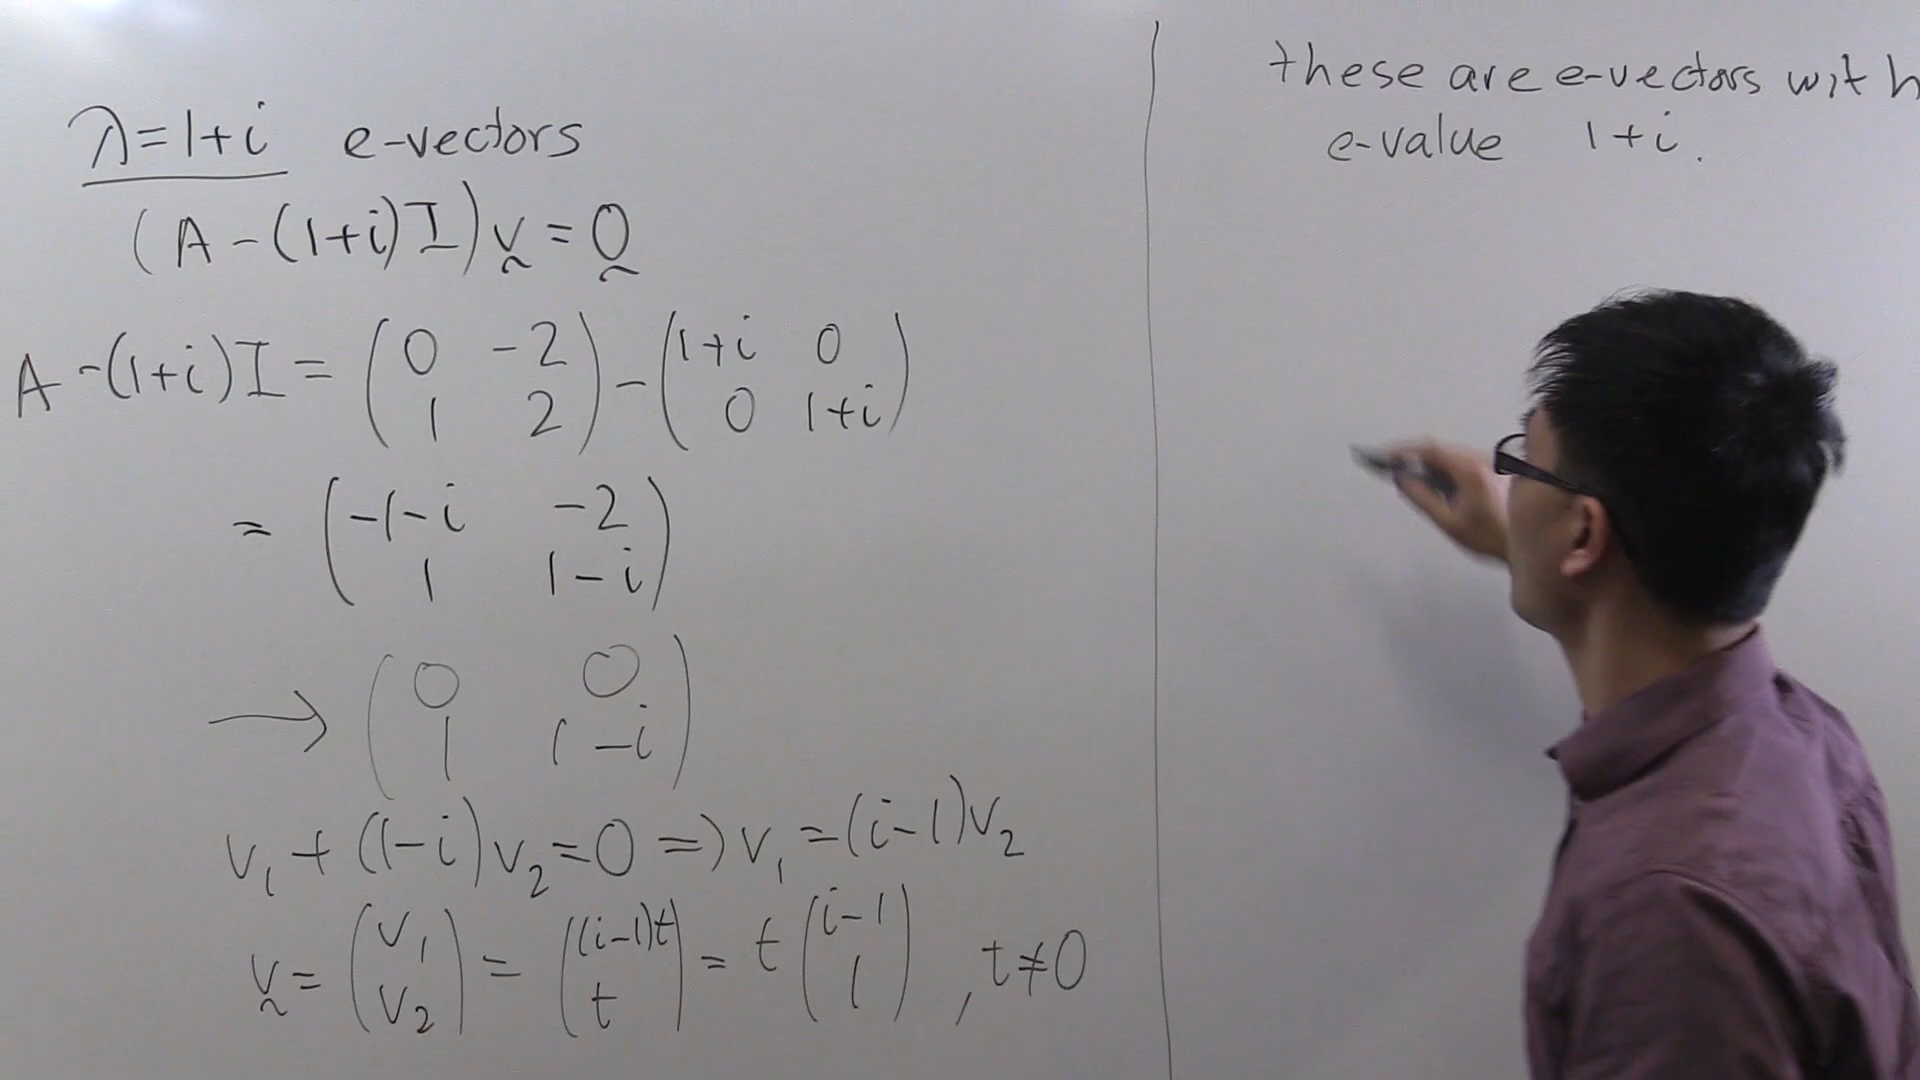 λ=1+i e-vectors
(A-(1+i)I)v=0
A-(1+i)I = (0 -2
1 2) - (1+i 0
0 1+i)
= (-1-i -2
1 1-i)
→ (0 0
1 1-i)
v₁+(1-i)v₂=0 => v₁=(i-1)v₂
v = (v₁
v₂) = ((i-1)t
t) = t (i-1
1), t≠0
these are e-vectors with
e-value 1+i.